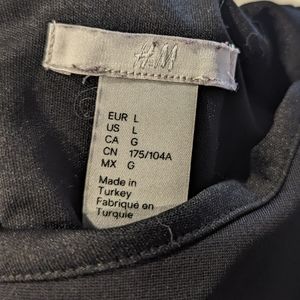 H&M
EUR L
US L
CA G
CN 175/104A
MX G
Made in
Turkey
Fabriqué en
Turquie